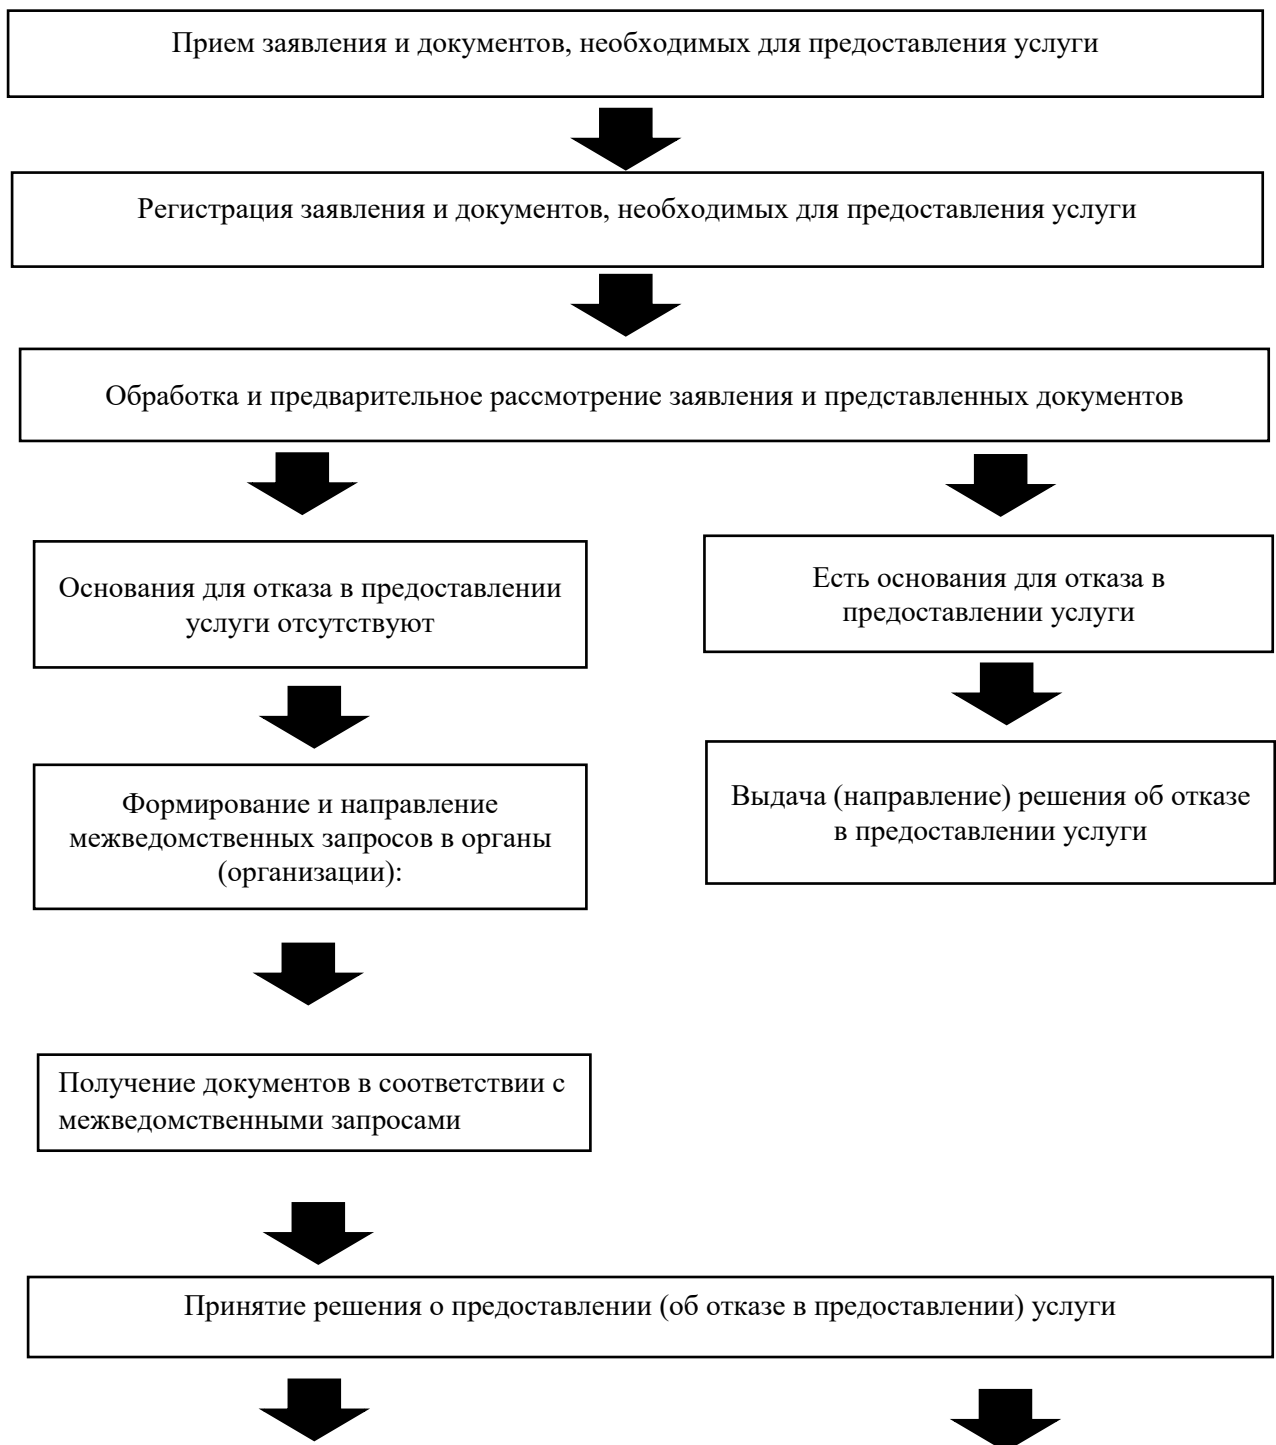 Прием заявления и документов, необходимых для предоставления услуги
Регистрация заявления и документов, необходимых для предоставления услуги
Обработка и предварительное рассмотрение заявления и представленных документов
Основания для отказа в предоставлении
услуги отсутствуют
Есть основания для отказа в
предоставлении услуги
Формирование и направление
межведомственных запросов в органы
(организации):
Выдача (направление) решения об отказе
в предоставлении услуги
Получение документов в соответствии с
межведомственными запросами
Принятие решения о предоставлении (об отказе в предоставлении) услуги